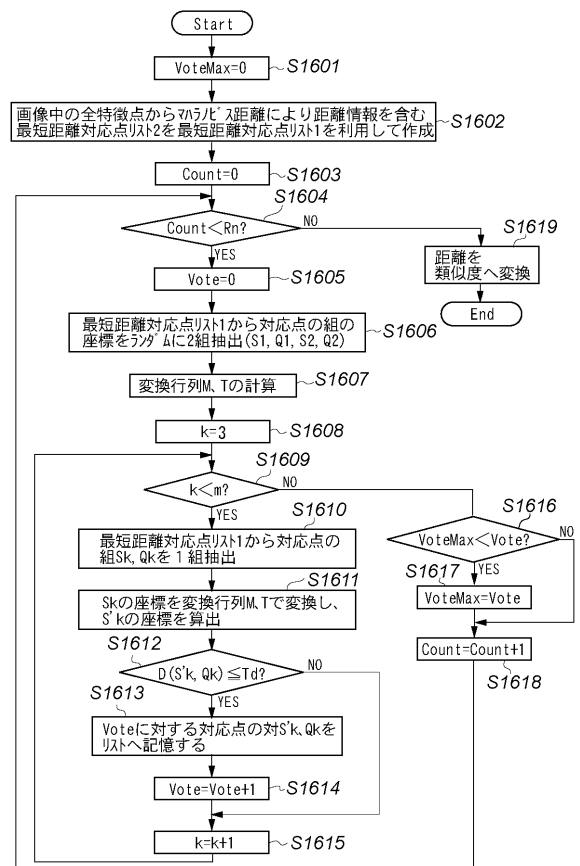 Start
VoteMax=0
S1601
画像中の全特徴点からマハラノビス距離により距離情報を含む
最短距離対応点リスト2を最短距離対応点リスト1を利用して作成
S1602
Count=0
S1603
Count<Rn?
S1604
NO
YES
S1619
距離を
類似度へ変換
End
Vote=0
S1605
最短距離対応点リスト1から対応点の組の
座標をランダムに2組抽出(S1, Q1, S2, Q2)
S1606
変換行列M、Tの計算
S1607
k=3
S1608
k<m?
S1609
NO
YES
S1610
最短距離対応点リスト1から対応点の
組Sk, Qkを1組抽出
S1611
Skの座標を変換行列M、Tで変換し、
S'kの座標を算出
S1612
D(S'k, Qk)≦Td?
NO
YES
S1613
Voteに対する対応点の対S'k, Qkを
リストへ記憶する
Vote=Vote+1
S1614
k=k+1
S1615
S1616
VoteMax<Vote?
NO
YES
S1617
VoteMax=Vote
Count=Count+1
S1618